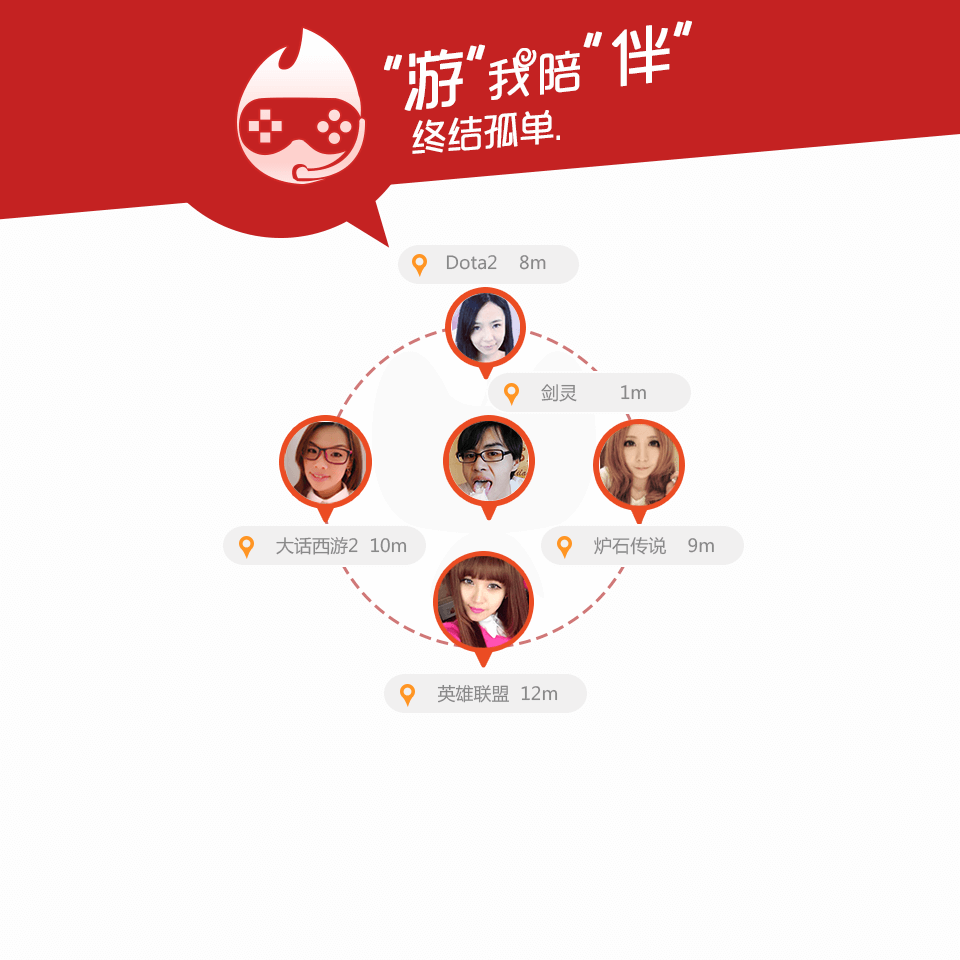 “游”我陪“伴”
终结孤单.
Dota2 8m
剑灵 1m
大话西游2 10m
炉石传说 9m
英雄联盟 12m